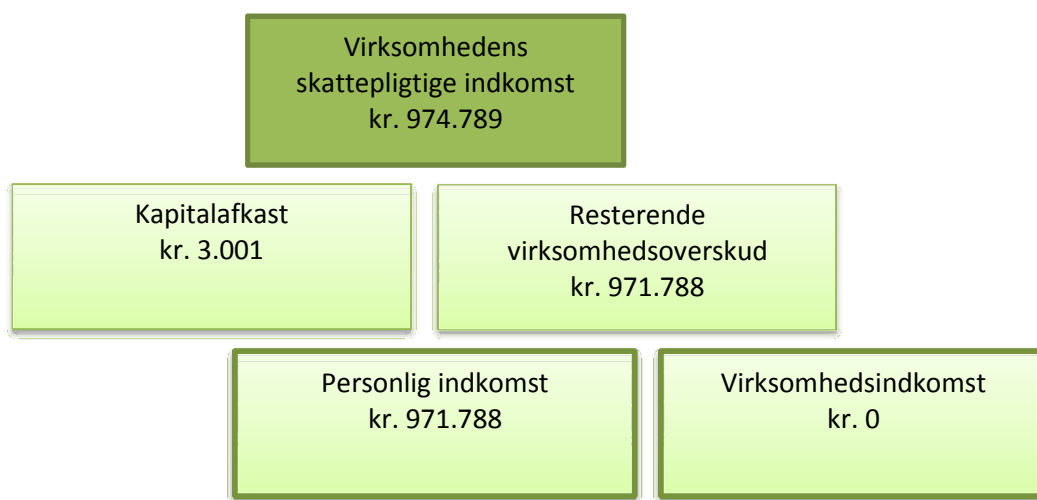 Virksomhedens
skattepligtige indkomst
kr. 974.789
Kapitalafkast
kr. 3.001
Resterende
virksomhedsoverskud
kr. 971.788
Personlig indkomst
kr. 971.788
Virksomhedsindkomst
kr. 0